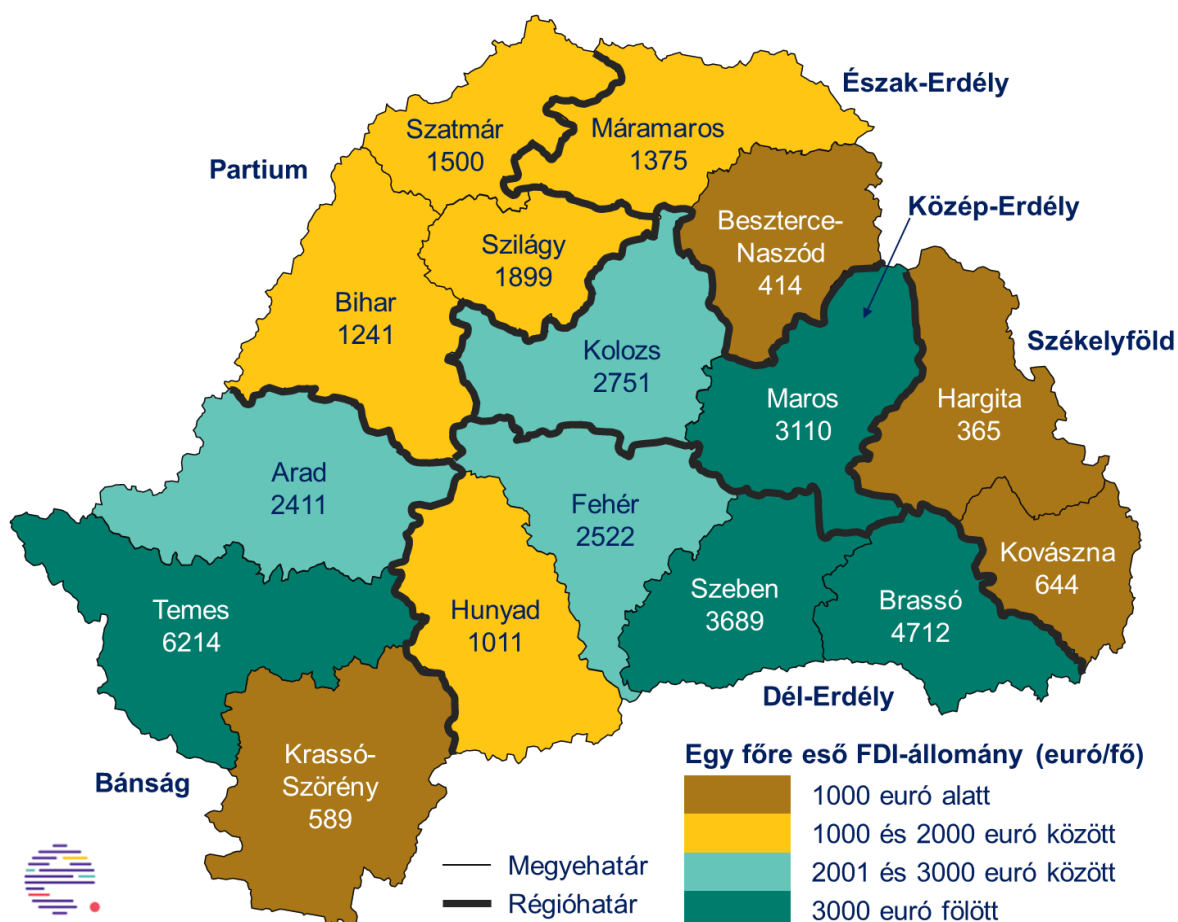 Észak-Erdély
Szatmár
1500
Máramaros
1375
Partium
Közép-Erdély
Beszterce-
Naszód
414
Szilágy
1899
Bihar
1241
Székelyföld
Kolozs
2751
Maros
3110
Hargita
365
Arad
2411
Fehér
2522
Kovászna
644
Temes
6214
Hunyad
1011
Szeben
3689
Brassó
4712
Dél-Erdély
Bánság
Krassó-
Szörény
589
Egy főre eső FDI-állomány (euró/fő)
1000 euró alatt
1000 és 2000 euró között
2001 és 3000 euró között
3000 euró fölött
Megyehatár
Régióhatár